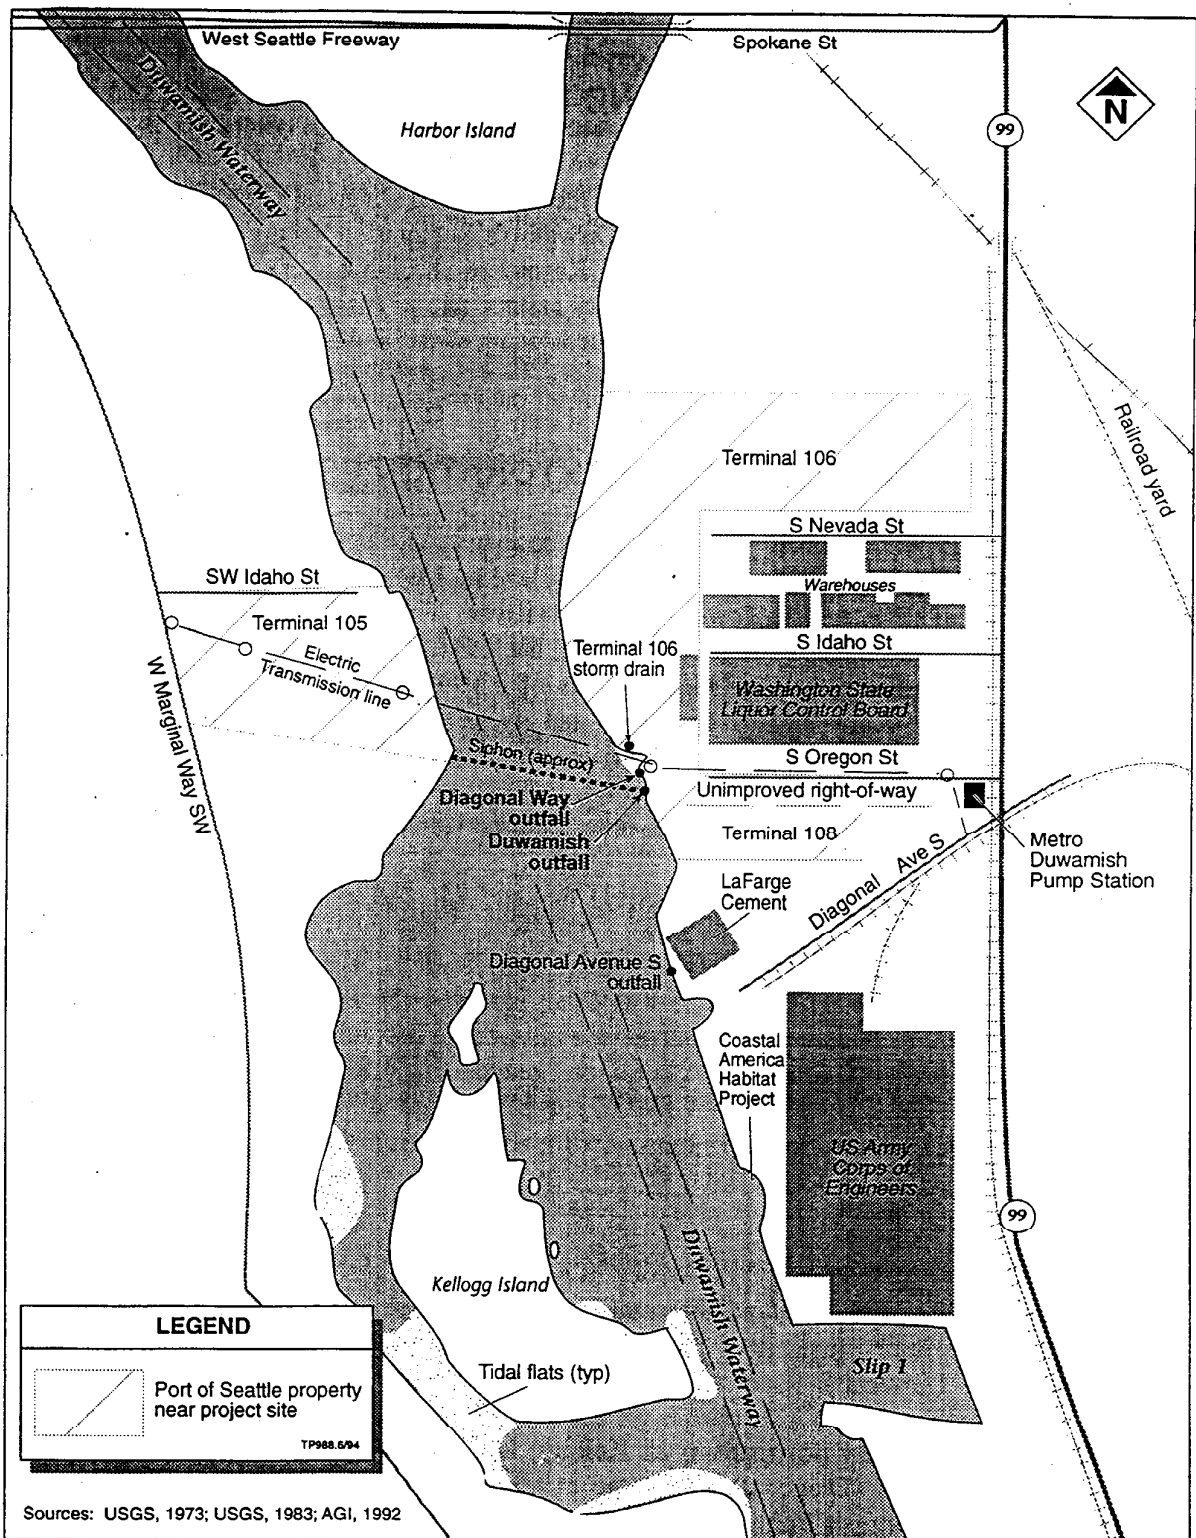 West Seattle Freeway
Spokane St
N
99
Duwamish Waterway
Harbor Island
Railroad yard
Terminal 106
S Nevada St
Warehouses
SW Idaho St
Terminal 105
Electric
Transmission line
W Marginal Way SW
S Idaho St
Terminal 106
storm drain
Washington State
Liquor Control Board
Siphon (approx)
S Oregon St
Diagonal Way
outfall
Unimproved right-of-way
Duwamish
outfall
Terminal 108
Metro
Duwamish
Pump Station
LaFarge
Cement
Diagonal Ave S
Diagonal Avenue S
outfall
Coastal
America
Habitat
Project
US Army
Corps of
Engineers
99
Kellogg Island
Duwamish Waterway
Slip 1
Tidal flats (typ)
LEGEND
Port of Seattle property
near project site
TP988.6/94
Sources: USGS, 1973; USGS, 1983; AGI, 1992